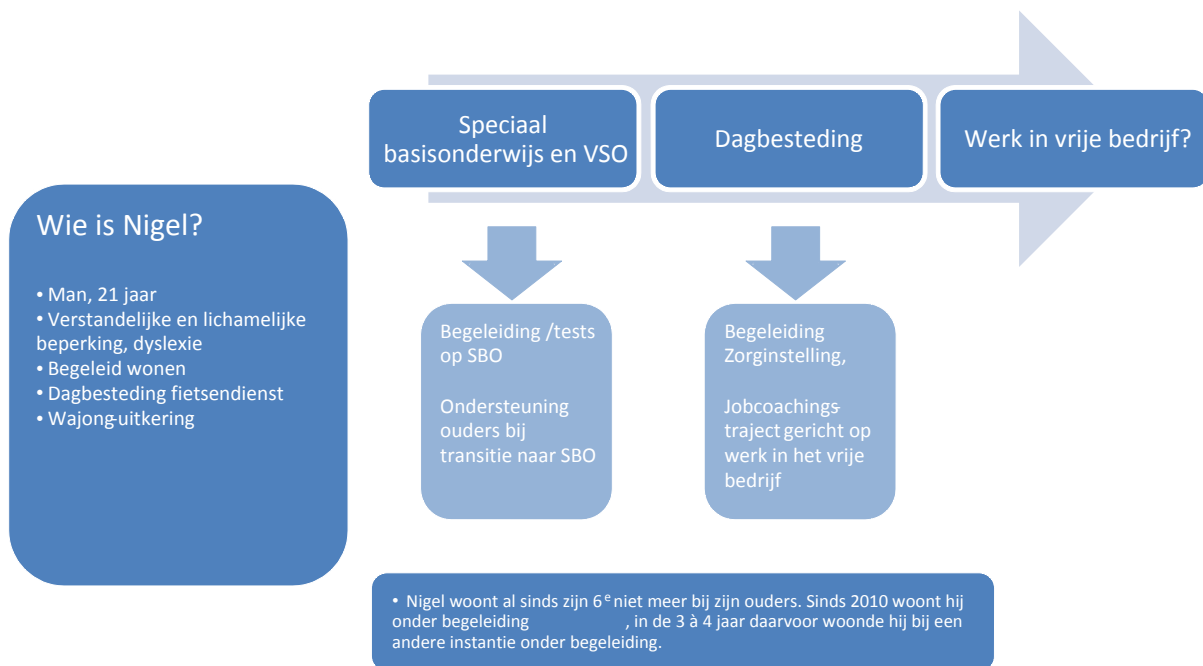 Speciaal
basisonderwijs en VSO
Dagbesteding
Werk in vrije bedrijf?
Wie is Nigel?
• Man, 21 jaar
• Verstandelijke en lichamelijke
beperking, dyslexie
• Begeleid wonen
• Dagbesteding fietsendienst
• Wajong-uitkering
Begeleiding /tests
op SBO
Ondersteuning
ouders bij
transitie naar SBO
Begeleiding
Zorginstelling,
Jobcoachings-
traject gericht op
werk in het vrije
bedrijf
• Nigel woont al sinds zijn 6e niet meer bij zijn ouders. Sinds 2010 woont hij
onder begeleiding , in de 3 à 4 jaar daarvoor woonde hij bij een
andere instantie onder begeleiding.